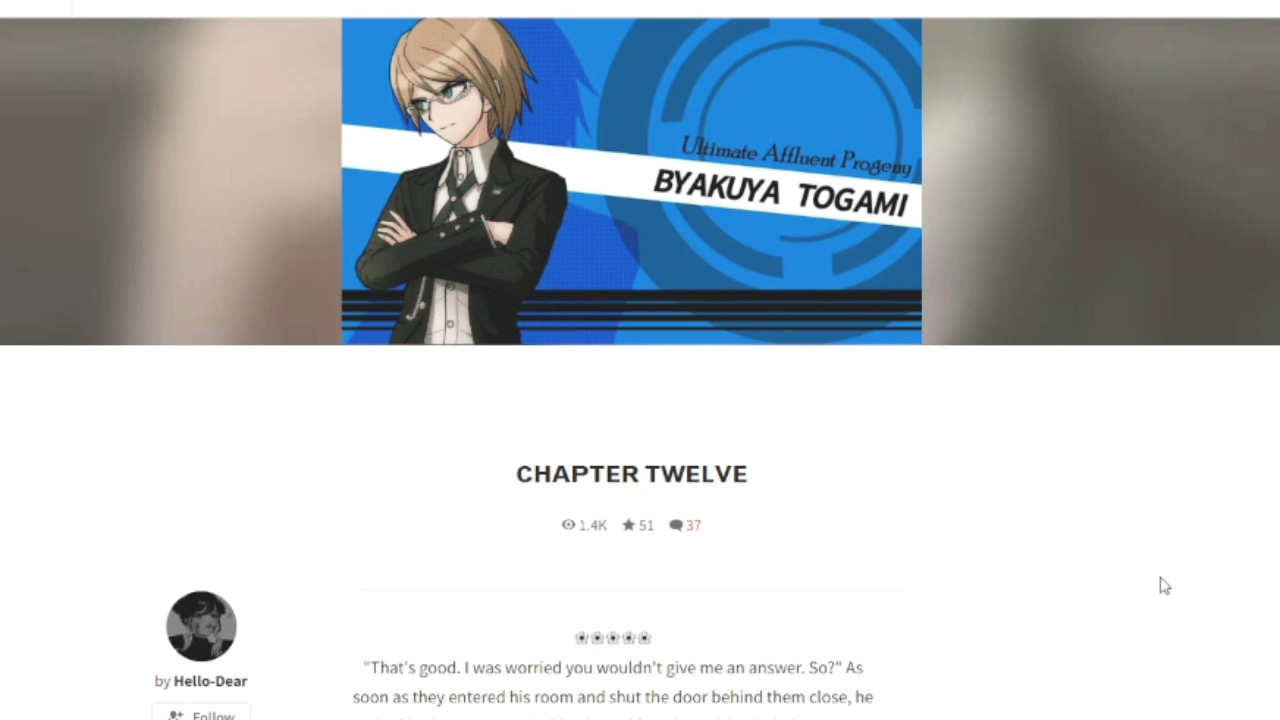 Ultimate Affluent Progeny
BYAKUYA TOGAMI
CHAPTER TWELVE
1.4K 51 37
by Hello-Dear
Follow
"That's good. I was worried you wouldn't give me an answer. So?" As
soon as they entered his room and shut the door behind them close, he